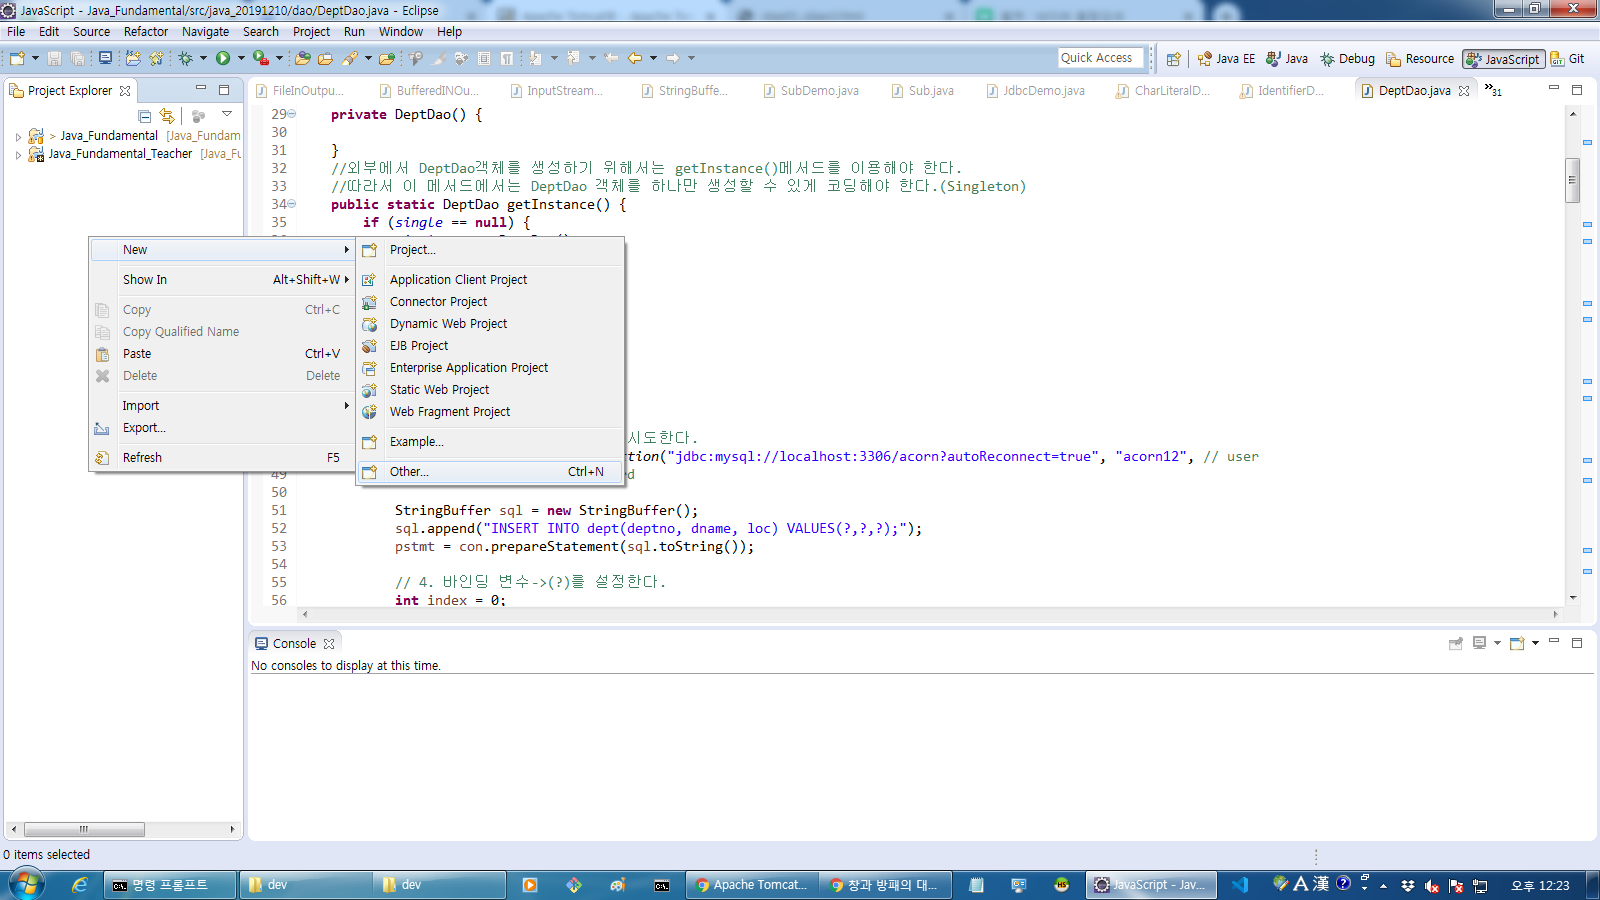 JavaScript - Java_Fundamental/src/java_20191210/dao/DeptDao.java - Eclipse
File Edit Source Refactor Navigate Search Project Run Window Help
Quick Access
Java EE
Java
Debug
Resource
JavaScript
Git
Project Explorer
> Java_Fundamental [Java_Fundam
Java_Fundamental_Teacher [Java_Fu
FileInOutpu...
BufferedINOu...
InputStream...
StringBuffe...
SubDemo.java
Sub.java
JdbcDemo.java
CharLiteralD...
IdentifierD...
DeptDao.java
»31
29 private DeptDao() {
30
31 }
32 //외부에서 DeptDao객체를 생성하기 위해서는 getInstance()메서드를 이용해야 한다.
33 //따라서 이 메서드에서는 DeptDao 객체를 하나만 생성할 수 있게 코딩해야 한다.(Singleton)
34 public static DeptDao getInstance() {
35 if (single == null) {
New
Show In Alt+Shift+W
Copy Ctrl+C
Copy Qualified Name
Paste Ctrl+V
Delete Delete
Import
Export...
Refresh F5
Project...
Application Client Project
Connector Project
Dynamic Web Project
EJB Project
Enterprise Application Project
Static Web Project
Web Fragment Project
Example...
Other... Ctrl+N
시도한다.
tion("jdbc:mysql://localhost:3306/acorn?autoReconnect=true", "acorn12", // user
49 d
50
51 StringBuffer sql = new StringBuffer();
52 sql.append("INSERT INTO dept(deptno, dname, loc) VALUES(?,?,?);");
53 pstmt = con.prepareStatement(sql.toString());
54
55 // 4. 바인딩 변수->(?)를 설정한다.
56 int index = 0;
Console
No consoles to display at this time.
0 items selected
명령 프롬프트
dev
dev
Apache Tomcat...
창과 방패의 대...
JavaScript - Jav...
A 漢
오후 12:23